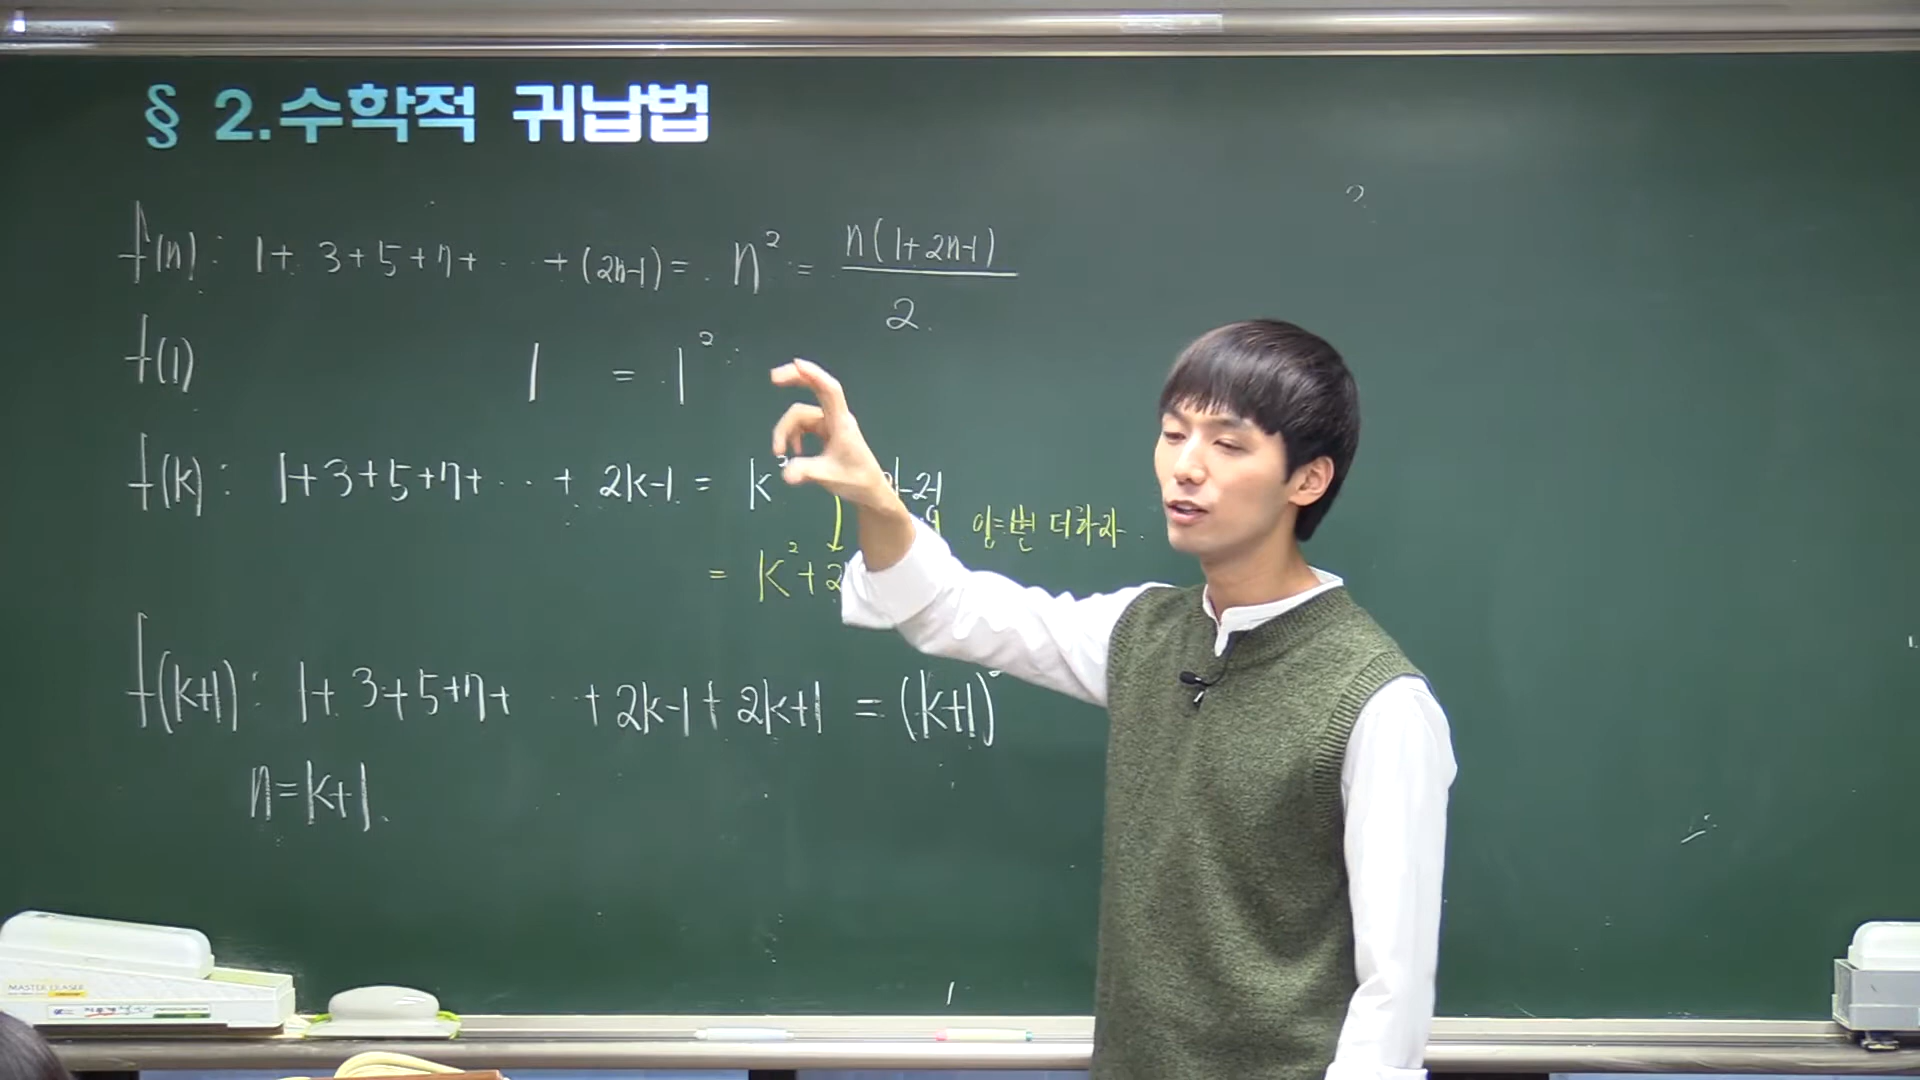 § 2.수학적 귀납법
f(n): 1+3+5+7+ ‥ +(2n-1)= n² = n(1+2n-1)/2
f(1) 1 = 1²
f(k): 1+3+5+7+ ‥ + 2k-1 = k²
양변 더하자.
= k²+2
f(k+1): 1+3+5+7+ ‥ +2k-1+2k+1 = (k+1)²
n=k+1.
MASTER ERASER